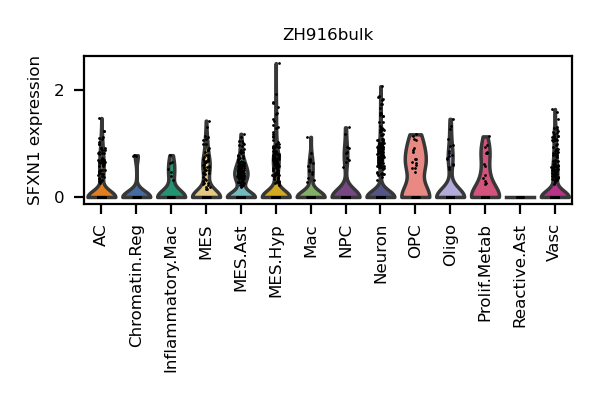 ZH916bulk
SFXN1 expression
2
0
AC
Chromatin.Reg
Inflammatory.Mac
MES
MES.Ast
MES.Hyp
Mac
NPC
Neuron
OPC
Oligo
Prolif.Metab
Reactive.Ast
Vasc